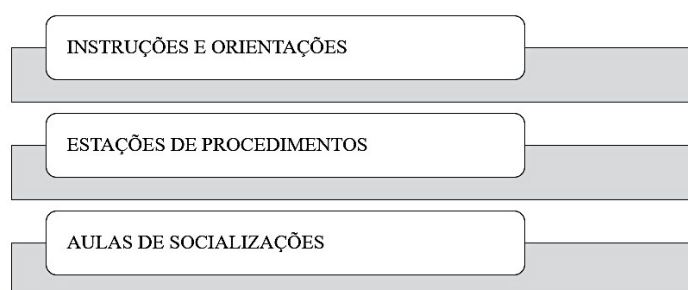 INSTRUÇÕES E ORIENTAÇÕES
ESTAÇÕES DE PROCEDIMENTOS
AULAS DE SOCIALIZAÇÕES